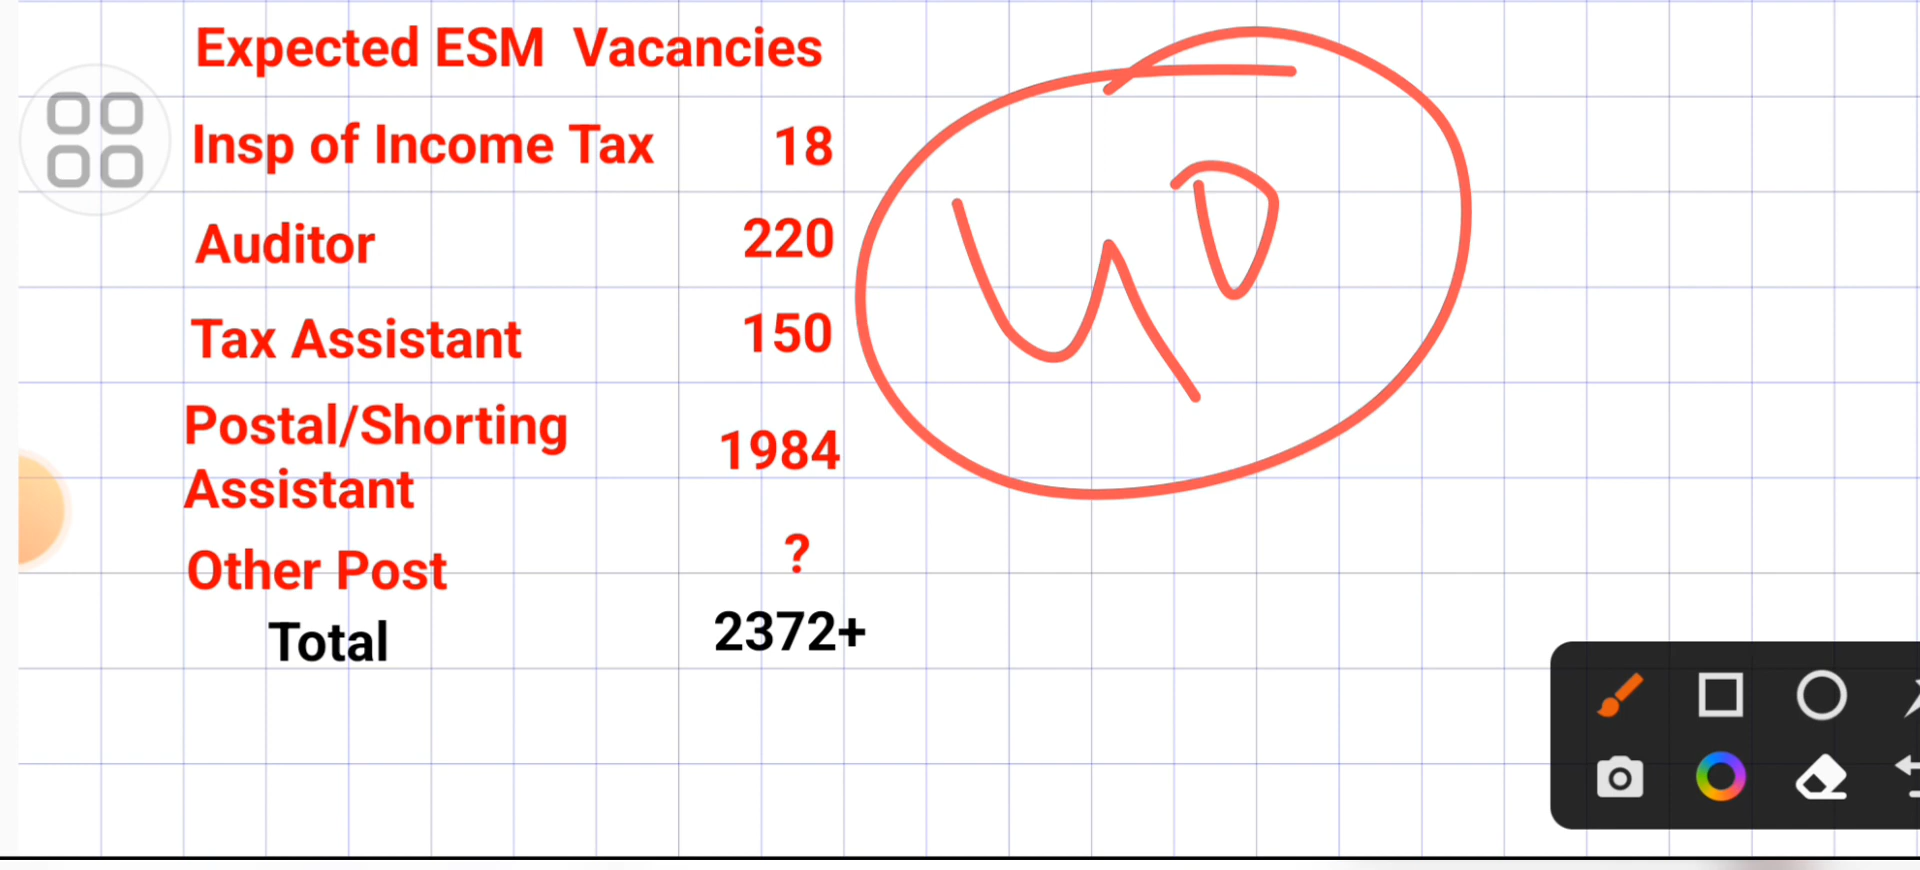 Expected ESM Vacancies
Insp of Income Tax 18
Auditor 220
Tax Assistant 150
Postal/Shorting
Assistant 1984
Other Post ?
Total 2372+
40